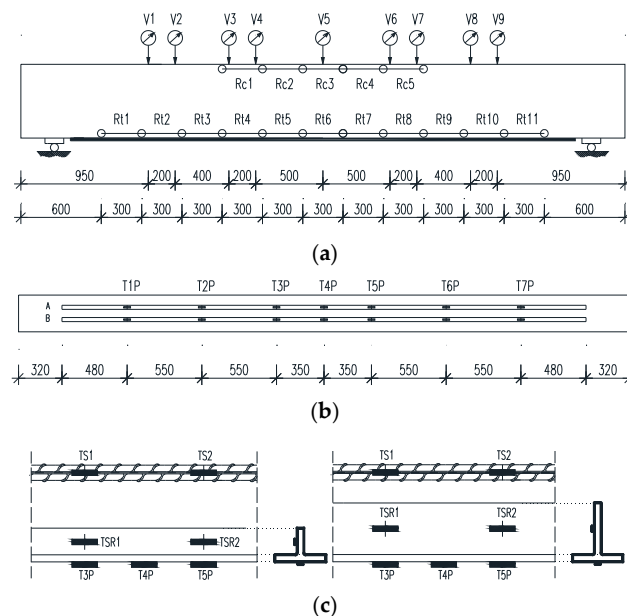 V1 V2 V3 V4 V5 V6 V7 V8 V9
Rc1 Rc2 Rc3 Rc4 Rc5
Rt1 Rt2 Rt3 Rt4 Rt5 Rt6 Rt7 Rt8 Rt9 Rt10 Rt11
950 200 400 200 500 500 200 400 200 950
600 300 300 300 300 300 300 300 300 300 300 300 600
(a)
T1P T2P T3P T4P T5P T6P T7P
A
B
320 480 550 550 350 350 550 550 480 320
(b)
TS1 TS2 TS1 TS2
TSR1 TSR2 TSR1 TSR2
T3P T4P T5P T3P T4P T5P
(c)